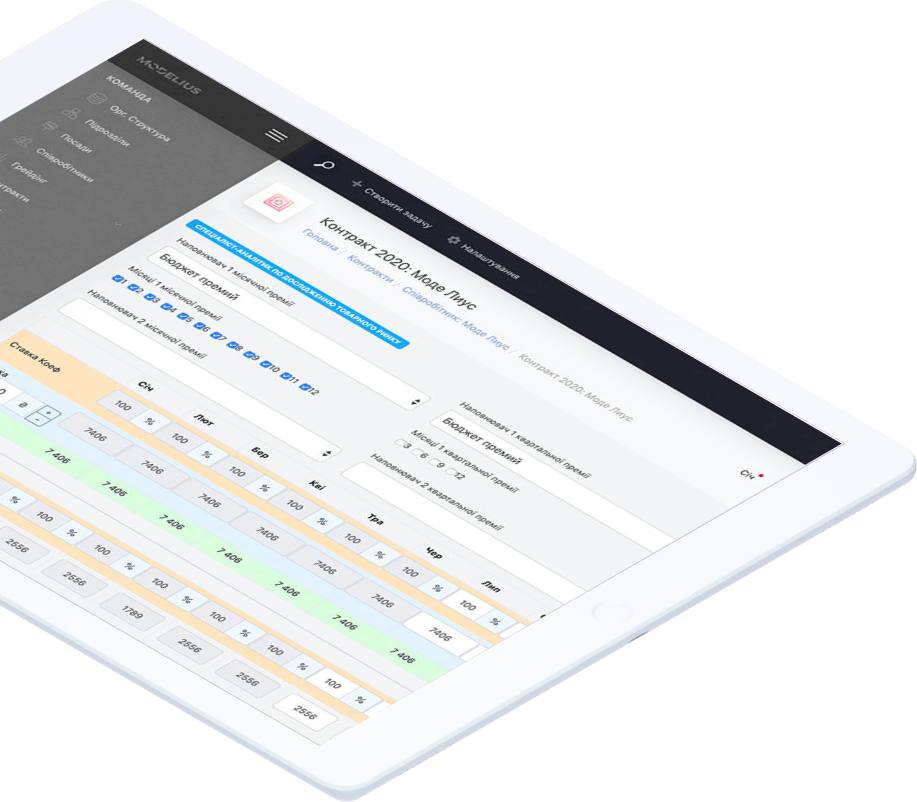 MODELIUS
КОМАНДА
Орг. Структура
Підрозділи
Посади
Співробітники
Грейдінг
Створити задачу
Налаштування
Контракт 2020: Моде Лиус
Головна / Контракти / Співробітник: Моде Лиус / Контракт 2020: Моде Лиус
СПЕЦІАЛІСТ-АНАЛІТИК ПО ДОСЛІДЖЕННЮ ТОВАРНОГО РИНКУ
Наповнювач 1 місячної премії
Бюджет премий
Місяці 1 місячної премії
1 2 3 4 5 6 7 8 9 10 11 12
Наповнювач 2 місячної премії
Наповнювач 1 квартальної премії
Бюджет премий
Місяці 1 квартальної премії
3 6 9 12
Наповнювач 2 квартальної премії
Січ
Ставка Коеф
Січ Лют Бер Кві Тра Чер Лип
100 % 100 % 100 % 100 % 100 % 100 % 100 %
₴ + -
7406 7406 7406 7406 7406 7406 7406
7 406 7 406 7 406 7 406 7 406 7 406 7 406
% 100 % 100 % 100 % 100 % 100 % 100 %
2556 2556 1789 2556 2556 2556